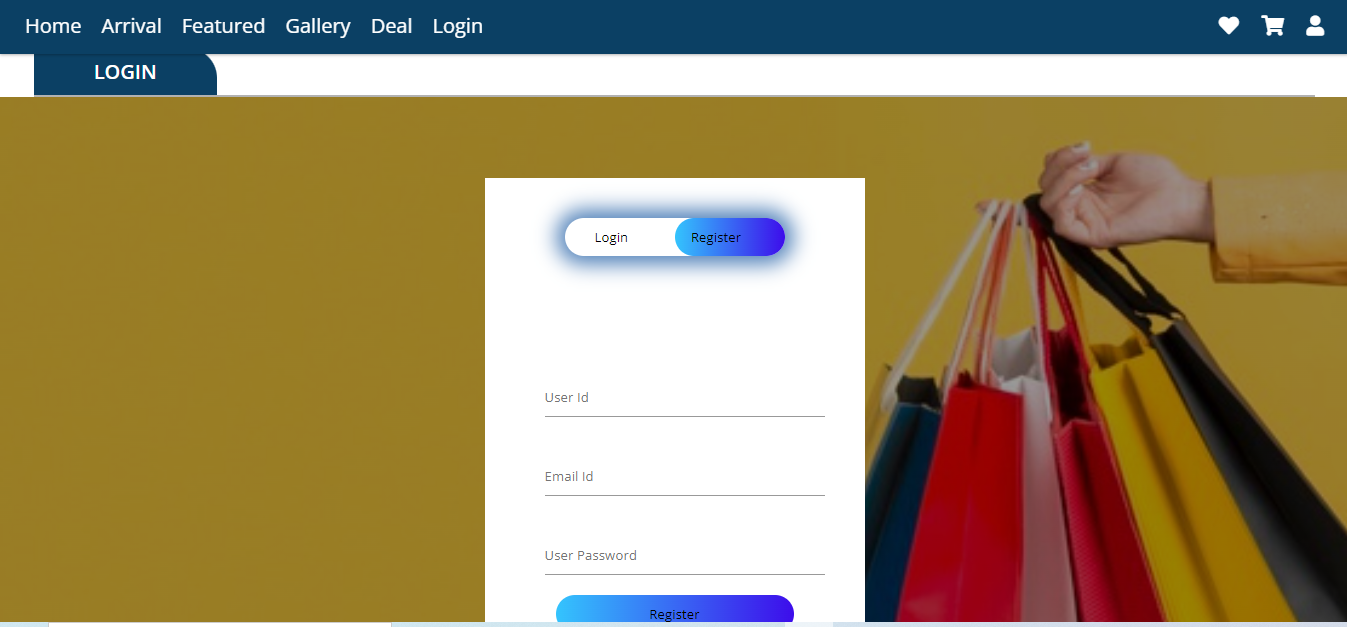 Home Arrival Featured Gallery Deal Login
LOGIN
Login Register
User Id
Email Id
User Password
Register